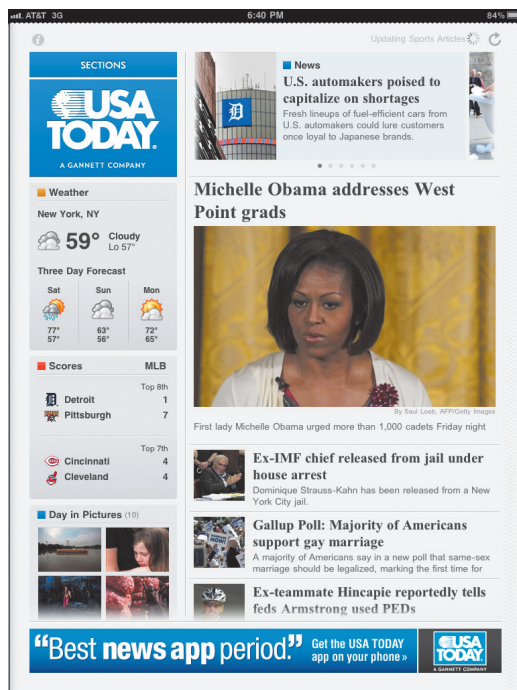 AT&T 3G
6:40 PM
84%
Updating Sports Articles
SECTIONS
USA
TODAY.
A GANNETT COMPANY
News
U.S. automakers poised to
capitalize on shortages
Fresh lineups of fuel-efficient cars from
U.S. automakers could lure customers
once loyal to Japanese brands.
Weather
New York, NY
59°
Cloudy
Lo 57°
Three Day Forecast
Sat Sun Mon
77° 63° 72°
57° 56° 65°
Scores MLB
Top 8th
Detroit 1
Pittsburgh 7
Top 7th
Cincinnati 4
Cleveland 4
Day in Pictures (10)
Michelle Obama addresses West
Point grads
By Saul Loeb, AFP/Getty Images
First lady Michelle Obama urged more than 1,000 cadets Friday night
Ex-IMF chief released from jail under
house arrest
Dominique Strauss-Kahn has been released from a New
York City jail.
Gallup Poll: Majority of Americans
support gay marriage
A majority of Americans say in a new poll that same-sex
marriage should be legalized, marking the first time for
Ex-teammate Hincapie reportedly tells
feds Armstrong used PEDs
“Best news app period.”
Get the USA TODAY
app on your phone »
USA
TODAY
A GANNETT COMPANY